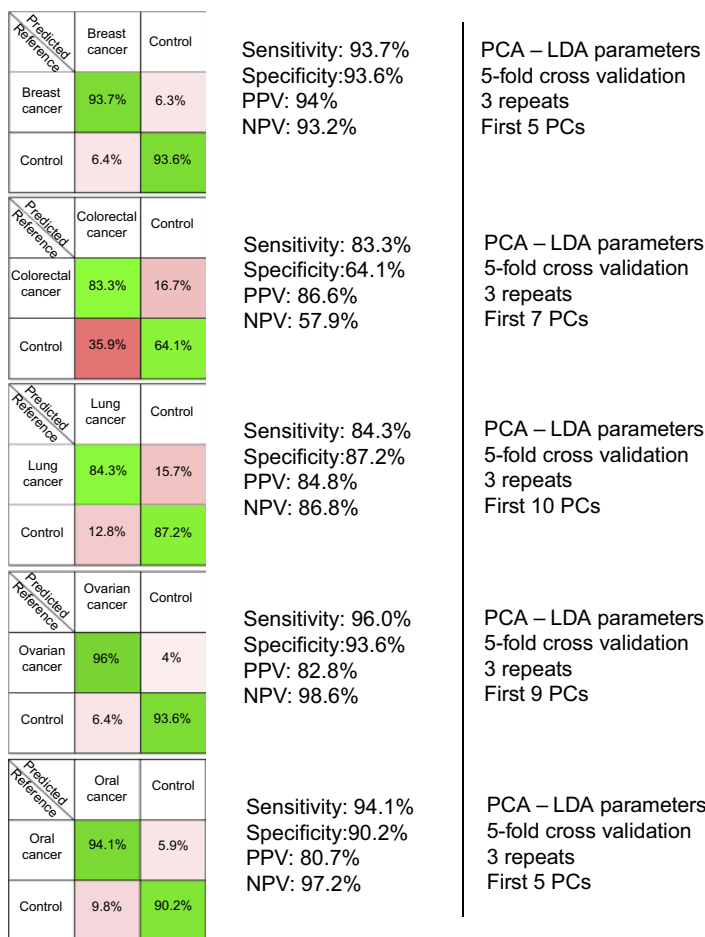 Predicted
Reference
Breast
cancer
Control
Breast
cancer
93.7%
6.3%
Control
6.4%
93.6%
Sensitivity: 93.7%
Specificity:93.6%
PPV: 94%
NPV: 93.2%
PCA – LDA parameters
5-fold cross validation
3 repeats
First 5 PCs
Predicted
Reference
Colorectal
cancer
Control
Colorectal
cancer
83.3%
16.7%
Control
35.9%
64.1%
Sensitivity: 83.3%
Specificity:64.1%
PPV: 86.6%
NPV: 57.9%
PCA – LDA parameters
5-fold cross validation
3 repeats
First 7 PCs
Predicted
Reference
Lung
cancer
Control
Lung
cancer
84.3%
15.7%
Control
12.8%
87.2%
Sensitivity: 84.3%
Specificity:87.2%
PPV: 84.8%
NPV: 86.8%
PCA – LDA parameters
5-fold cross validation
3 repeats
First 10 PCs
Predicted
Reference
Ovarian
cancer
Control
Ovarian
cancer
96%
4%
Control
6.4%
93.6%
Sensitivity: 96.0%
Specificity:93.6%
PPV: 82.8%
NPV: 98.6%
PCA – LDA parameters
5-fold cross validation
3 repeats
First 9 PCs
Predicted
Reference
Oral
cancer
Control
Oral
cancer
94.1%
5.9%
Control
9.8%
90.2%
Sensitivity: 94.1%
Specificity:90.2%
PPV: 80.7%
NPV: 97.2%
PCA – LDA parameters
5-fold cross validation
3 repeats
First 5 PCs